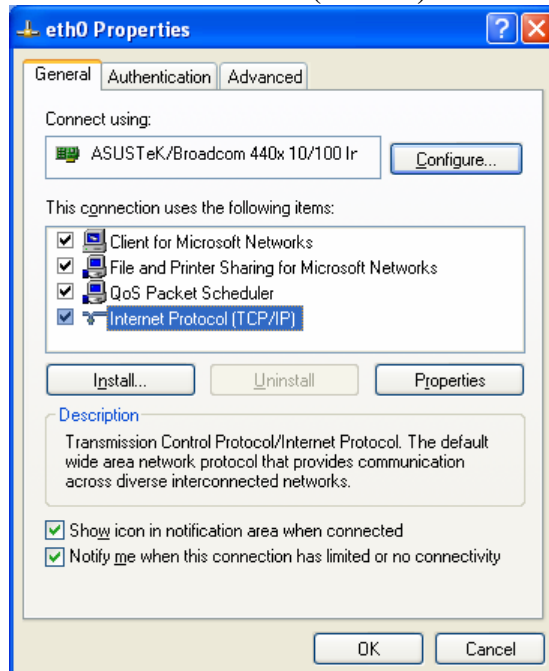 eth0 Properties
General Authentication Advanced
Connect using:
ASUSTeK/Broadcom 440x 10/100 In
Configure...
This connection uses the following items:
Client for Microsoft Networks
File and Printer Sharing for Microsoft Networks
QoS Packet Scheduler
Internet Protocol (TCP/IP)
Install... Uninstall Properties
Description
Transmission Control Protocol/Internet Protocol. The default
wide area network protocol that provides communication
across diverse interconnected networks.
Show icon in notification area when connected
Notify me when this connection has limited or no connectivity
OK Cancel